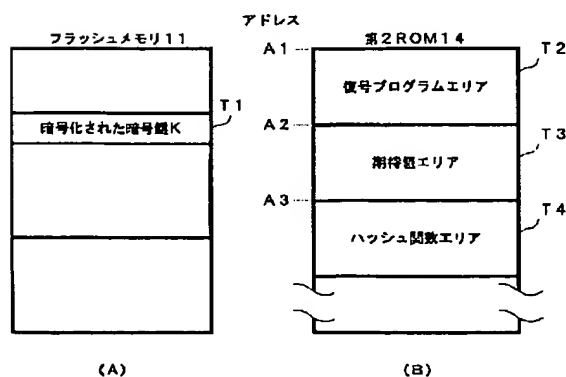 フラッシュメモリ11
T1
暗号化された暗号鍵K
(A)
アドレス
第2ROM14
A1
T2
復号プログラムエリア
A2
T3
期待値エリア
A3
T4
ハッシュ関数エリア
(B)